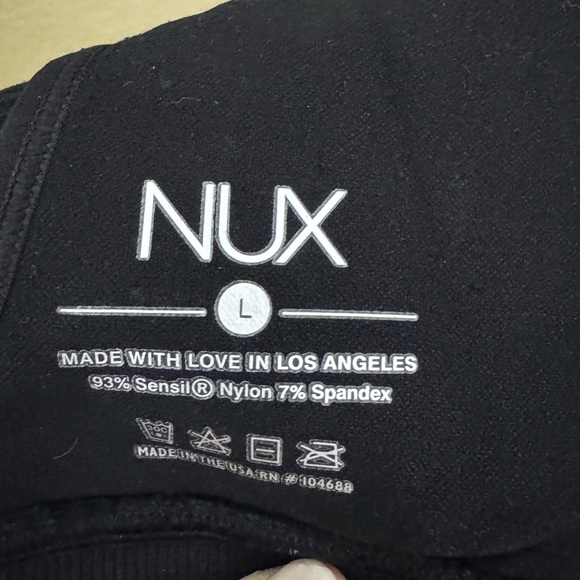 NUX
L
MADE WITH LOVE IN LOS ANGELES
93% Sensil® Nylon 7% Spandex
MADE IN THE USA RN # 104688